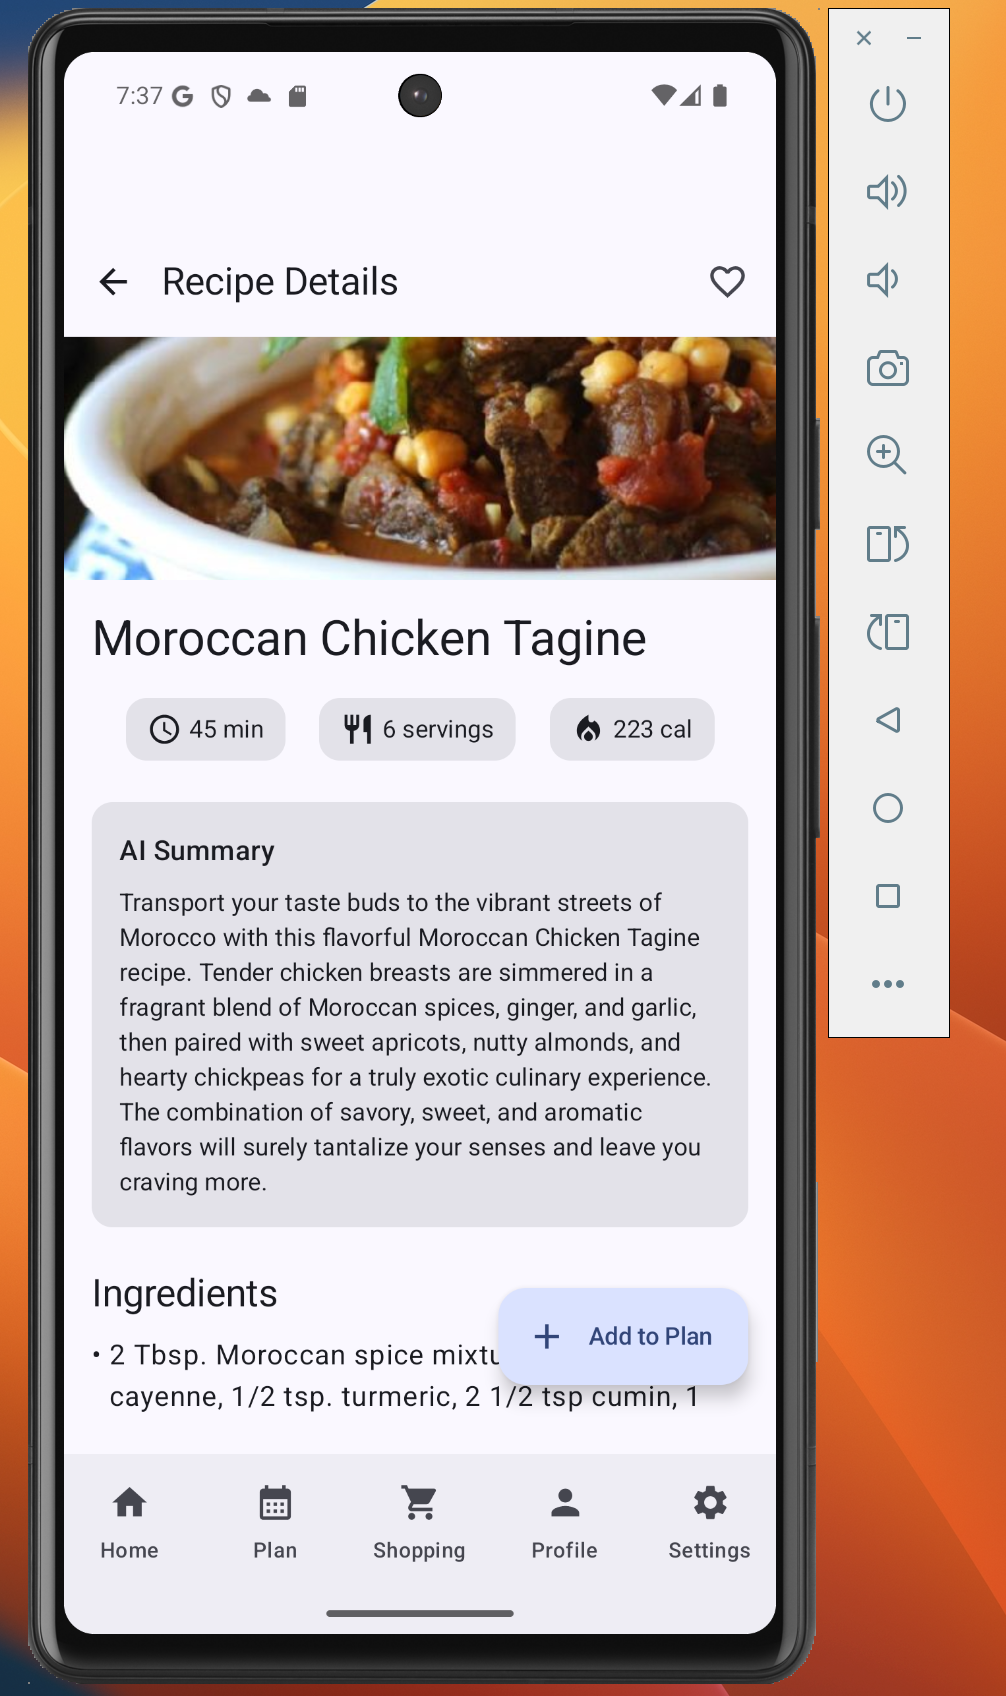 7:37
Recipe Details
Moroccan Chicken Tagine
45 min
6 servings
223 cal
AI Summary
Transport your taste buds to the vibrant streets of
Morocco with this flavorful Moroccan Chicken Tagine
recipe. Tender chicken breasts are simmered in a
fragrant blend of Moroccan spices, ginger, and garlic,
then paired with sweet apricots, nutty almonds, and
hearty chickpeas for a truly exotic culinary experience.
The combination of savory, sweet, and aromatic
flavors will surely tantalize your senses and leave you
craving more.
Ingredients
• 2 Tbsp. Moroccan spice
Add to Plan
cayenne, 1/2 tsp. turmeric, 2 1/2 tsp cumin, 1
Home
Plan
Shopping
Profile
Settings